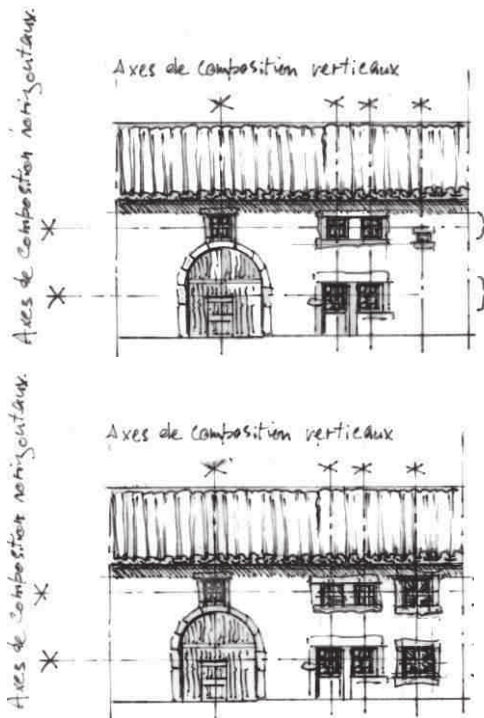 Axes de composition verticaux
Axes de composition horizontaux.
Axes de composition verticaux
Axes de composition horizontaux.